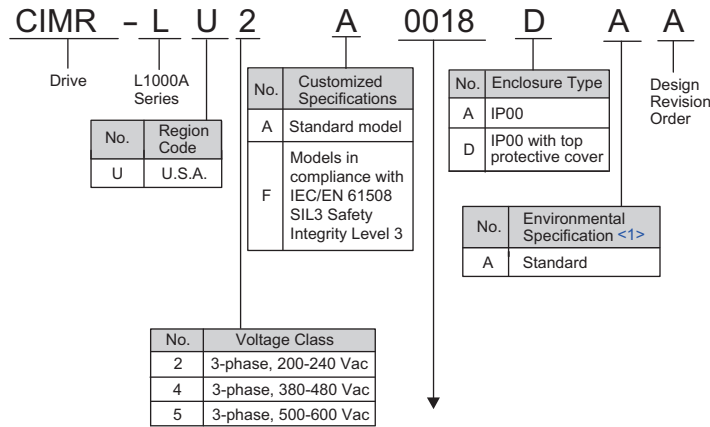 CIMR - L U 2 A 0018 D A A
Drive
L1000A
Series
No. Region
Code
U U.S.A.
No. Customized
Specifications
A Standard model
F Models in
compliance with
IEC/EN 61508
SIL3 Safety
Integrity Level 3
No. Enclosure Type
A IP00
D IP00 with top
protective cover
Design
Revision
Order
No. Environmental
Specification <1>
A Standard
No. Voltage Class
2 3-phase, 200-240 Vac
4 3-phase, 380-480 Vac
5 3-phase, 500-600 Vac